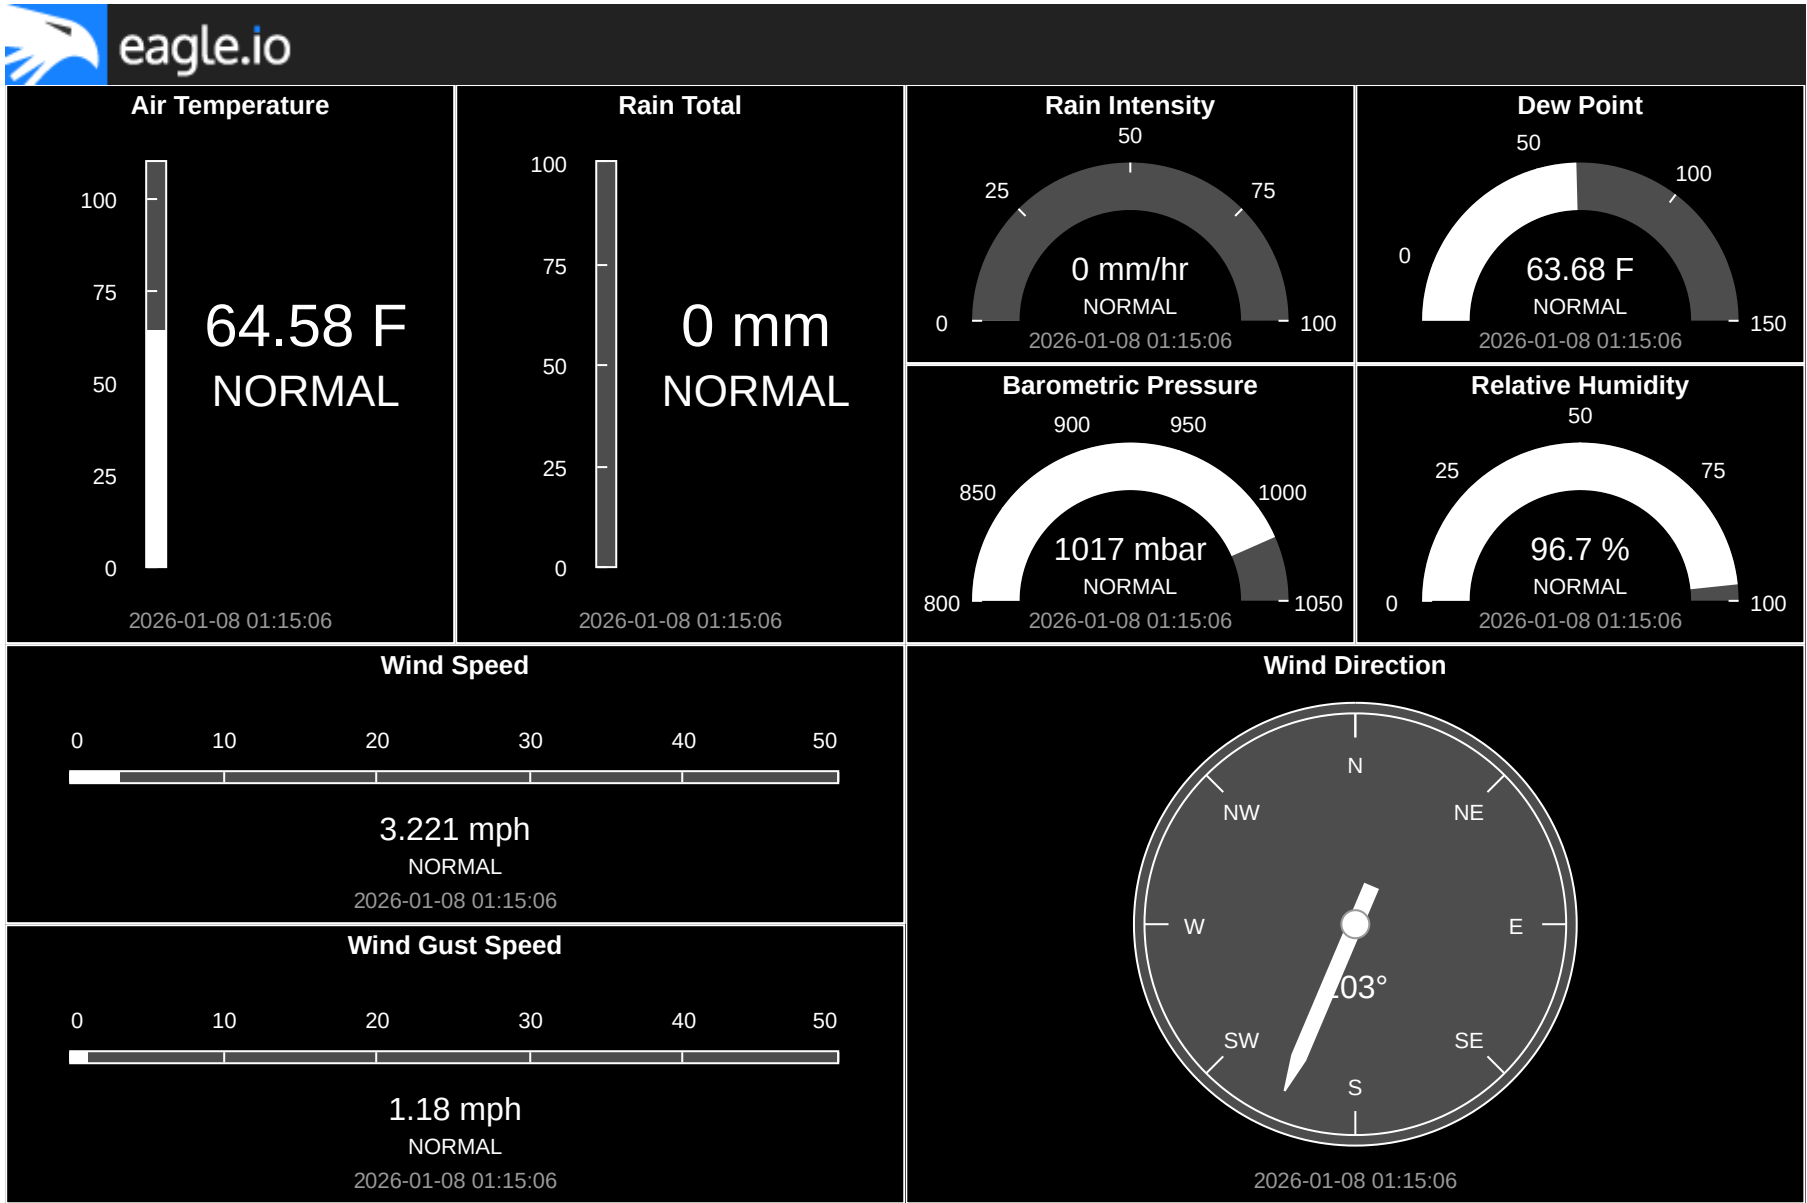 eagle.io
Air Temperature
100
75
50
25
0
64.58 F
NORMAL
2026-01-08 01:15:06
Rain Total
100
75
50
25
0
0 mm
NORMAL
2026-01-08 01:15:06
Rain Intensity
0
25
50
75
100
0 mm/hr
NORMAL
2026-01-08 01:15:06
Dew Point
0
50
100
150
63.68 F
NORMAL
2026-01-08 01:15:06
Barometric Pressure
800
850
900
950
1000
1050
1017 mbar
NORMAL
2026-01-08 01:15:06
Relative Humidity
0
25
50
75
100
96.7 %
NORMAL
2026-01-08 01:15:06
Wind Speed
0 10 20 30 40 50
3.221 mph
NORMAL
2026-01-08 01:15:06
Wind Gust Speed
0 10 20 30 40 50
1.18 mph
NORMAL
2026-01-08 01:15:06
Wind Direction
N
NW NE
W E
SW SE
S
2026-01-08 01:15:06